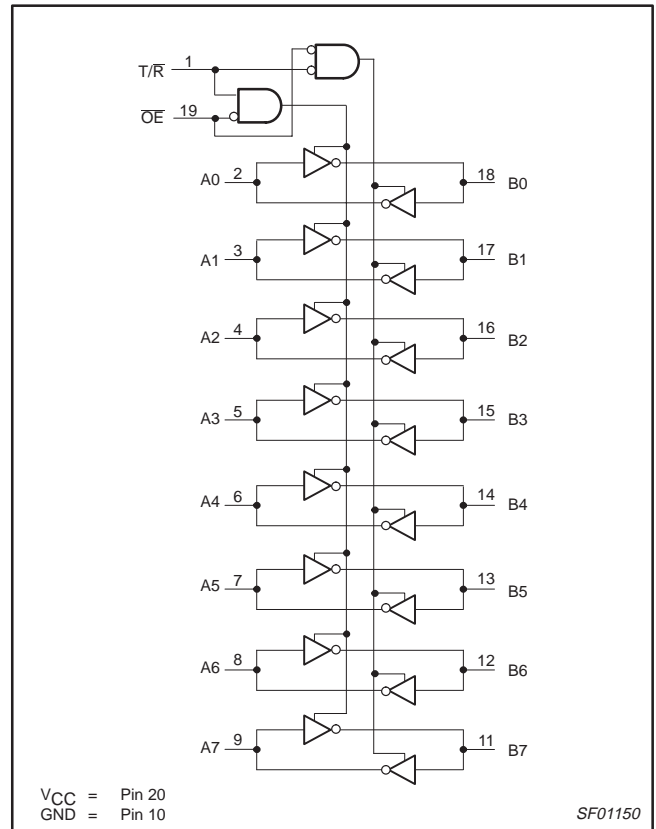 T/R̅ 1
O̅E̅ 19
A0 2 18 B0
A1 3 17 B1
A2 4 16 B2
A3 5 15 B3
A4 6 14 B4
A5 7 13 B5
A6 8 12 B6
A7 9 11 B7
VCC = Pin 20
GND = Pin 10
SF01150